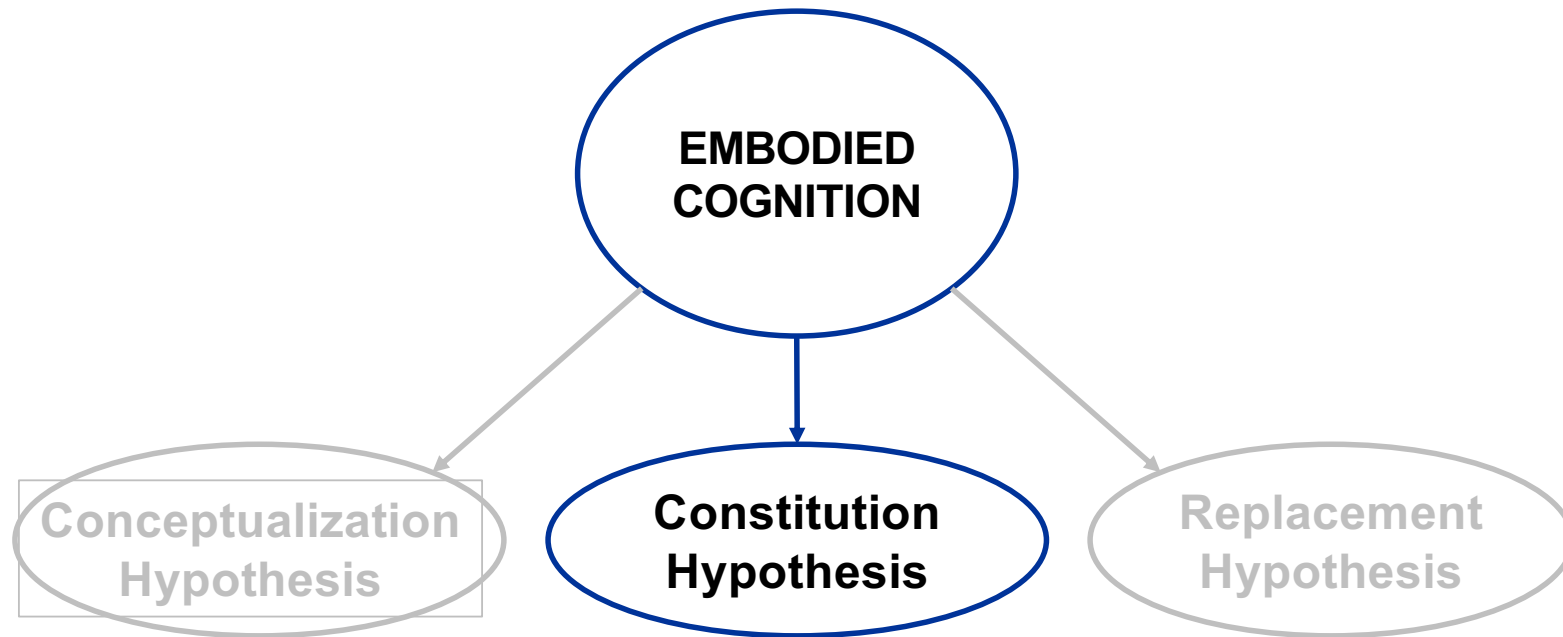 EMBODIED
COGNITION
Conceptualization
Hypothesis
Constitution
Hypothesis
Replacement
Hypothesis